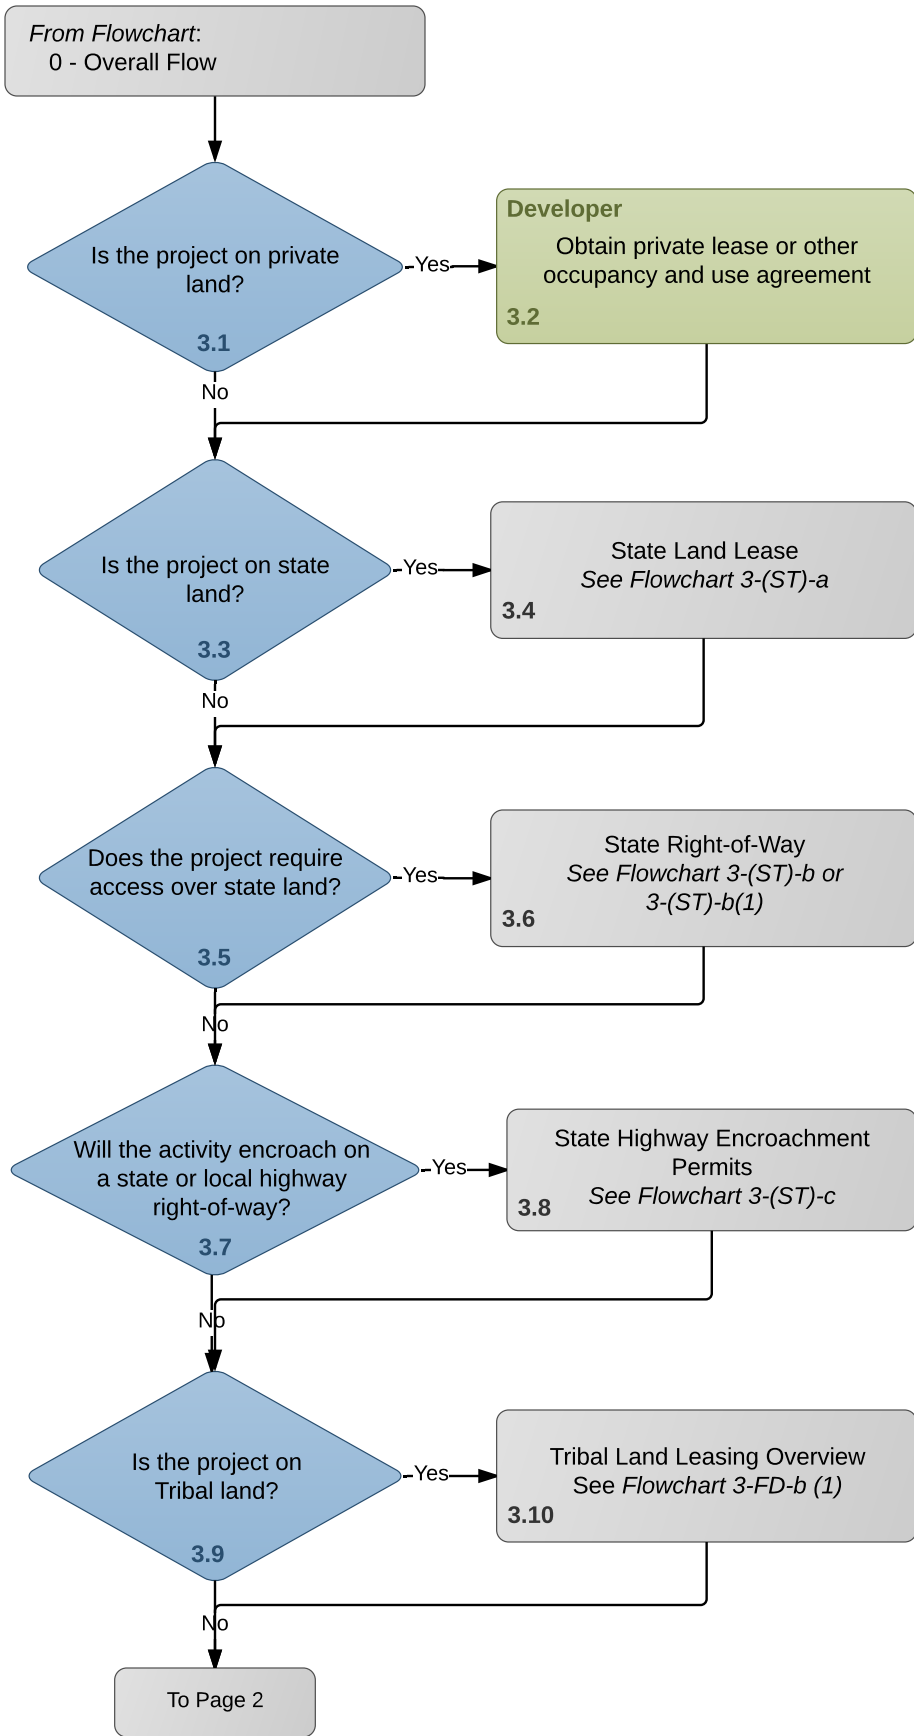 From Flowchart:
0 - Overall Flow
Is the project on private
land?
3.1
Yes
No
Developer
Obtain private lease or other
occupancy and use agreement
3.2
Is the project on state
land?
3.3
Yes
No
State Land Lease
See Flowchart 3-(ST)-a
3.4
Does the project require
access over state land?
3.5
Yes
No
State Right-of-Way
See Flowchart 3-(ST)-b or
3-(ST)-b(1)
3.6
Will the activity encroach on
a state or local highway
right-of-way?
3.7
Yes
No
State Highway Encroachment
Permits
See Flowchart 3-(ST)-c
3.8
Is the project on
Tribal land?
3.9
Yes
No
Tribal Land Leasing Overview
See Flowchart 3-FD-b (1)
3.10
To Page 2